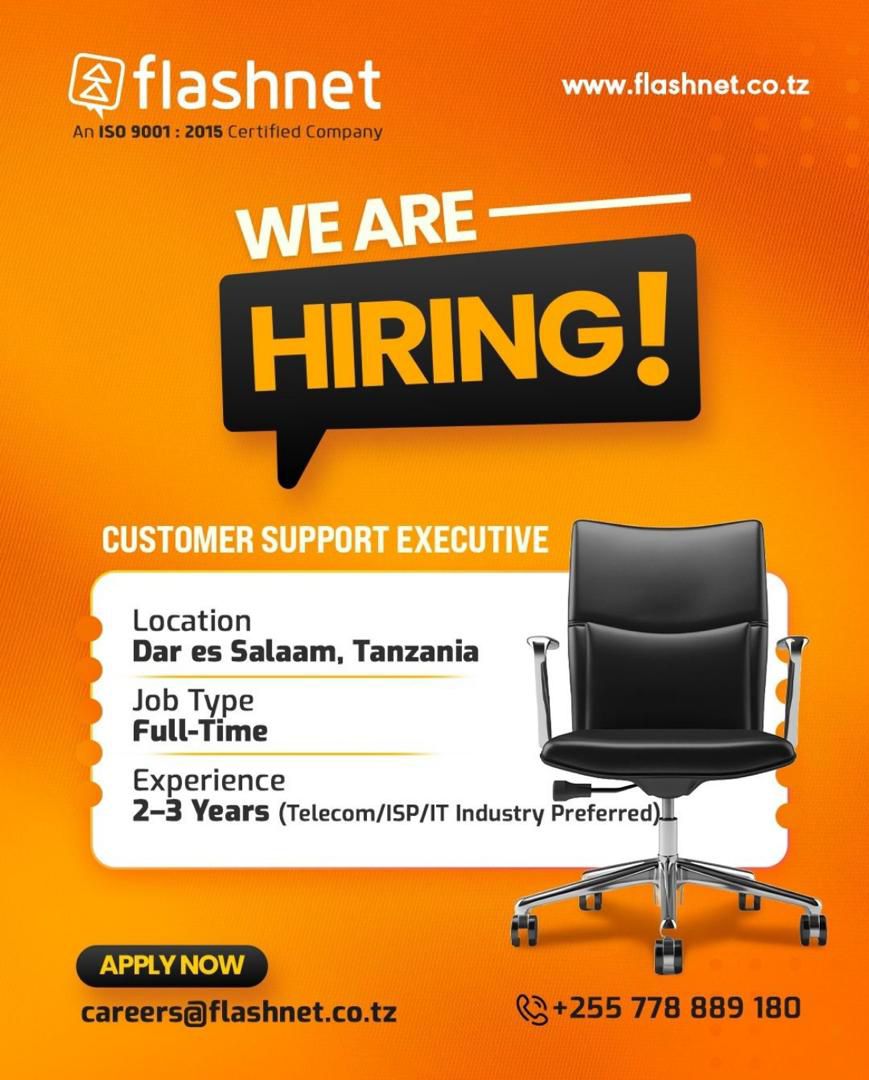 flashnet
An ISO 9001 : 2015 Certified Company
www.flashnet.co.tz
WE ARE
HIRING!
CUSTOMER SUPPORT EXECUTIVE
Location
Dar es Salaam, Tanzania
Job Type
Full-Time
Experience
2–3 Years (Telecom/ISP/IT Industry Preferred)
APPLY NOW
careers@flashnet.co.tz
+255 778 889 180